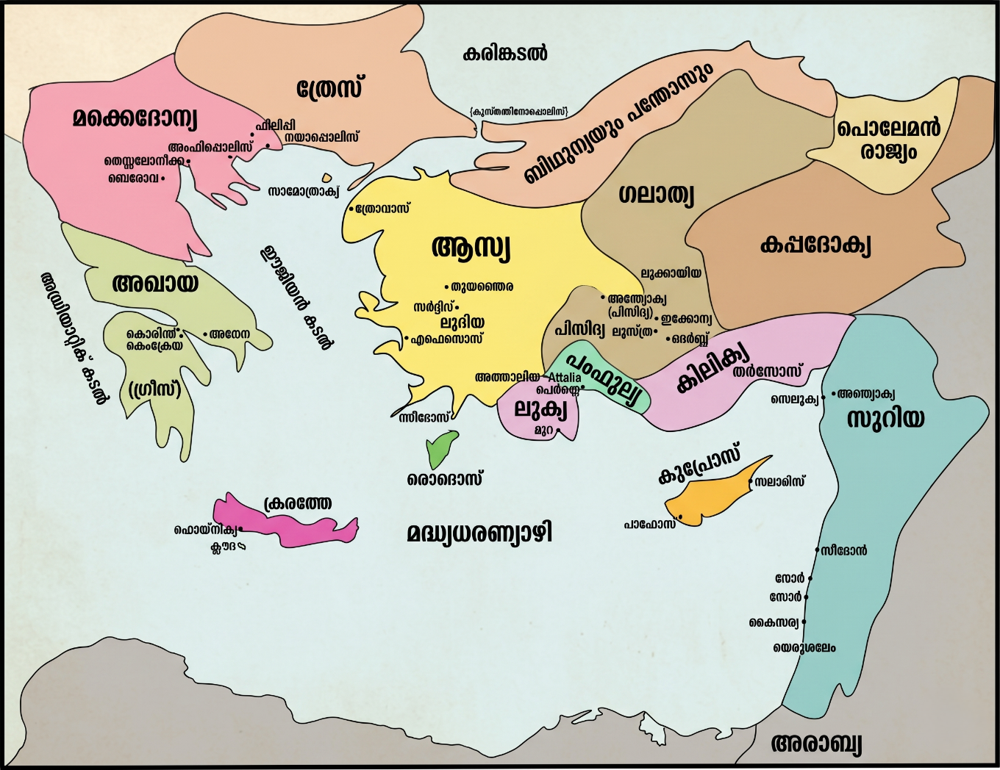 കരിങ്കടൽ
ത്രേസ്
മക്കെദോന്യ
{കുസ്തന്തിനോപ്പൊലിസ്}
ബിഥുന്യയും പന്തോസും
പൊലേമൻ
രാജ്യം
ഫിലിപ്പി
നയാപ്പൊലിസ്
അംഫിപ്പൊലിസ്
തെസ്സലോനീക്ക
ബെരോവ
സാമോത്രാക്യ
ഗലാത്യ
ത്രോവാസ്
ആസ്യ
കപ്പദോക്യ
ഈജിയൻ കടൽ
അഖായ
അഡ്രിയാറ്റിക് കടൽ
ലുക്കായിയ
തുയത്തൈര
സർദ്ദിസ്
ലുദിയ
എഫെസൊസ്
അന്ത്യോക്യ
(പിസിദ്യ)
ഇക്കോന്യ
പിസിദ്യ
ലുസ്ത്ര
ദെർബ്ബ
കൊരിന്ത്
കെംക്രേയ
അഥേന
(ഗ്രീസ്)
പംഫുല്യ
കിലിക്യ
തർസോസ്
അത്താലിയ-Attalia
പെർഗ്ഗെ
ലുക്യ
മുറ
സെലുക്യ
അന്ത്യോക്യ
സുറിയ
ക്നീദോസ്
രൊദൊസ്
കുപ്രോസ്
സലാമിസ്
പാഫോസ്
ക്രേത്തേ
ഫൊയ്നിക്യ
ക്ലൗദ
മദ്ധ്യധരണ്യാഴി
സീദോൻ
സോർ
കൈസര്യ
യെരൂശലേം
അരാബ്യ